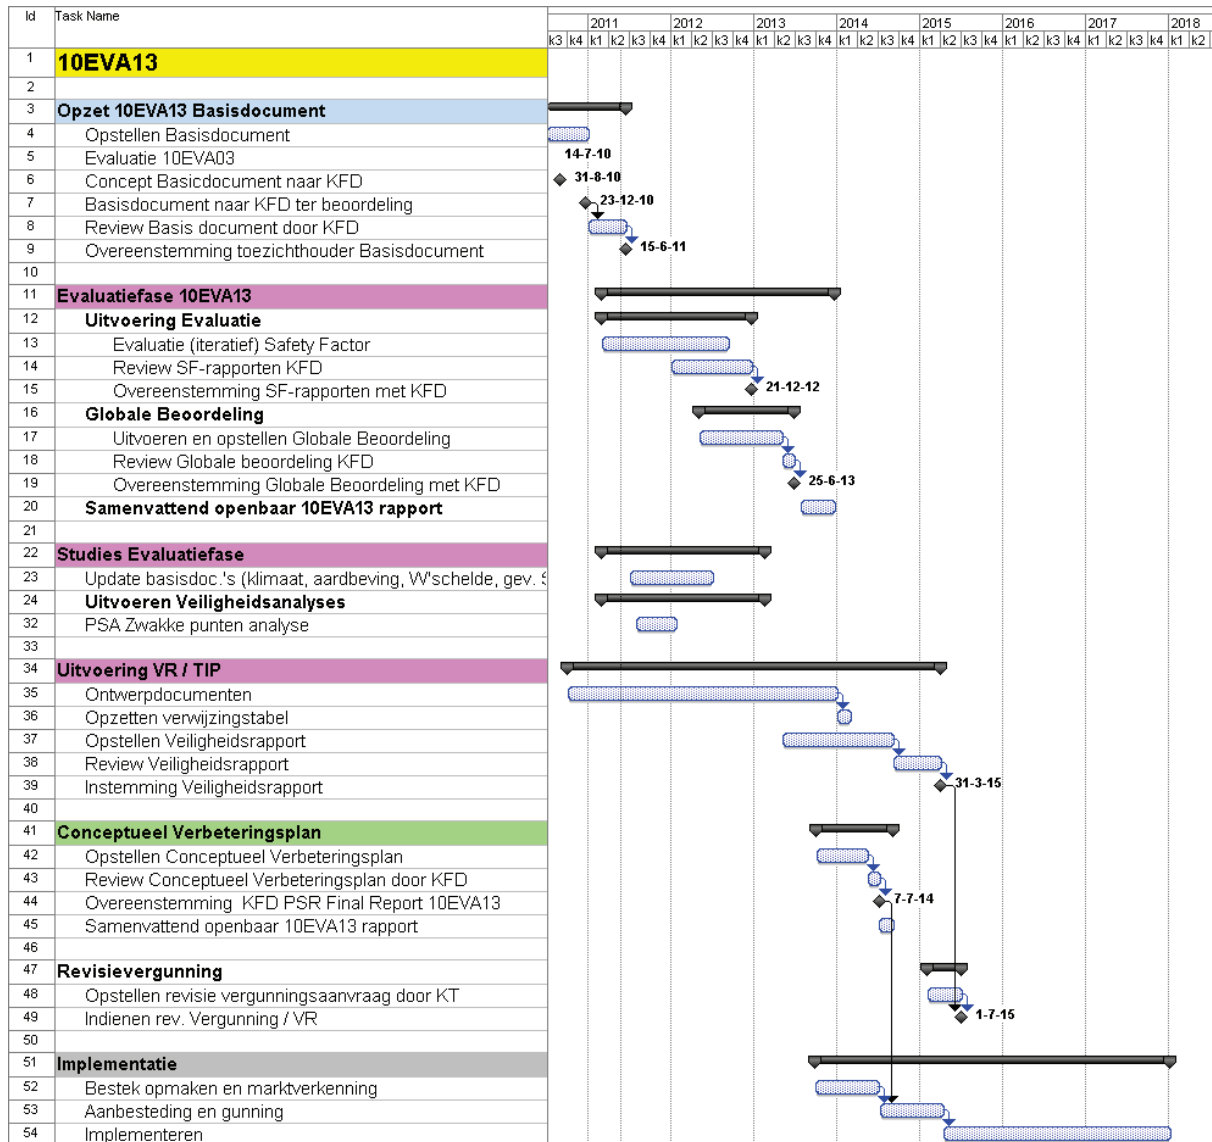 Id Task Name 2011 2012 2013 2014 2015 2016 2017 2018
k3 k4 k1 k2 k3 k4 k1 k2 k3 k4 k1 k2 k3 k4 k1 k2 k3 k4 k1 k2 k3 k4 k1 k2 k3 k4 k1 k2 k3 k4 k1 k2
1 10EVA13
2
3 Opzet 10EVA13 Basisdocument
4 Opstellen Basisdocument
5 Evaluatie 10EVA03 14-7-10
6 Concept Basicdocument naar KFD 31-8-10
7 Basisdocument naar KFD ter beoordeling 23-12-10
8 Review Basis document door KFD
9 Overeenstemming toezichthouder Basisdocument 15-6-11
10
11 Evaluatiefase 10EVA13
12 Uitvoering Evaluatie
13 Evaluatie (iteratief) Safety Factor
14 Review SF-rapporten KFD
15 Overeenstemming SF-rapporten met KFD 21-12-12
16 Globale Beoordeling
17 Uitvoeren en opstellen Globale Beoordeling
18 Review Globale beoordeling KFD
19 Overeenstemming Globale Beoordeling met KFD 25-6-13
20 Samenvattend openbaar 10EVA13 rapport
21
22 Studies Evaluatiefase
23 Update basisdoc.'s (klimaat, aardbeving, W'schelde, gev. S
24 Uitvoeren Veiligheidsanalyses
32 PSA Zwakke punten analyse
33
34 Uitvoering VR / TIP
35 Ontwerpdocumenten
36 Opzetten verwijzingstabel
37 Opstellen Veiligheidsrapport
38 Review Veiligheidsrapport
39 Instemming Veiligheidsrapport 31-3-15
40
41 Conceptueel Verbeteringsplan
42 Opstellen Conceptueel Verbeteringsplan
43 Review Conceptueel Verbeteringsplan door KFD
44 Overeenstemming KFD PSR Final Report 10EVA13 7-7-14
45 Samenvattend openbaar 10EVA13 rapport
46
47 Revisievergunning
48 Opstellen revisie vergunningsaanvraag door KT
49 Indienen rev. Vergunning / VR 1-7-15
50
51 Implementatie
52 Bestek opmaken en marktverkenning
53 Aanbesteding en gunning
54 Implementeren